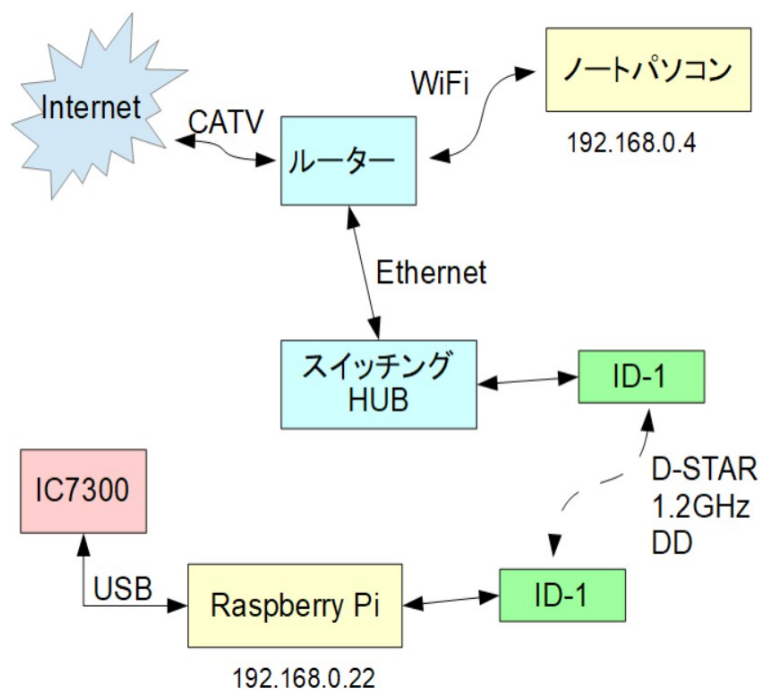 Internet
CATV
ルーター
WiFi
ノートパソコン
192.168.0.4
Ethernet
スイッチング
HUB
ID-1
D-STAR
1.2GHz
DD
IC7300
USB
Raspberry Pi
192.168.0.22
ID-1